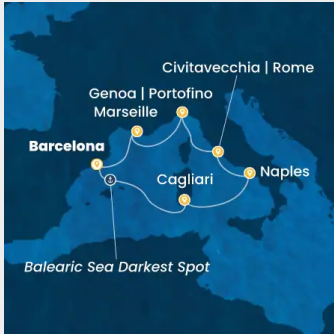 Civitavecchia | Rome
Genoa | Portofino
Marseille
Barcelona
Cagliari
Naples
Balearic Sea Darkest Spot